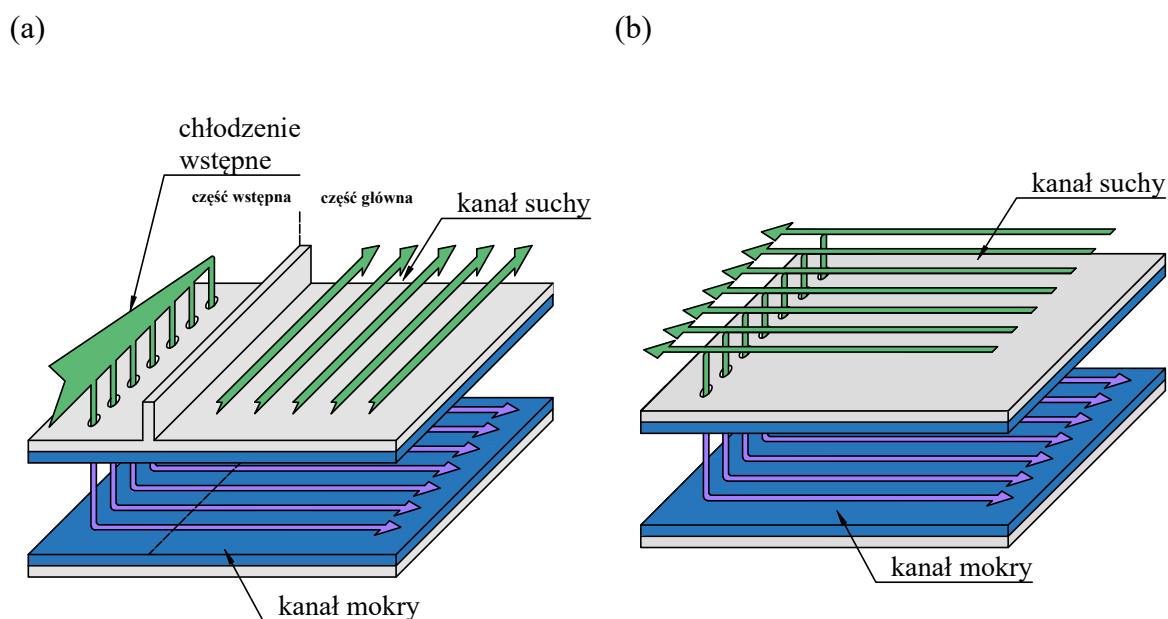 (a)
(b)
chłodzenie
wstępne
część wstępna
część główna
kanał suchy
kanał suchy
kanał mokry
kanał mokry